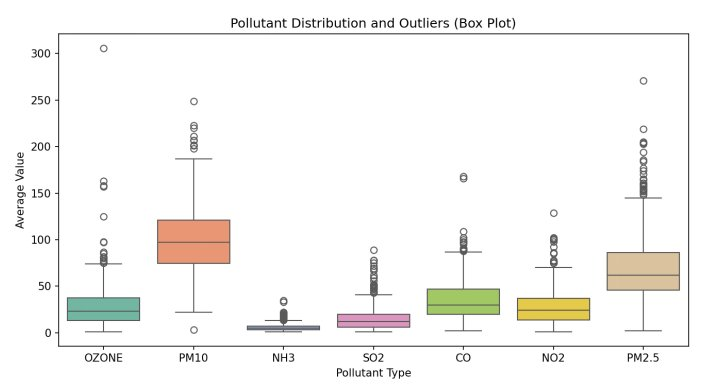 Pollutant Distribution and Outliers (Box Plot)
Average Value
300
250
200
150
100
50
0
OZONE PM10 NH3 SO2 CO NO2 PM2.5
Pollutant Type